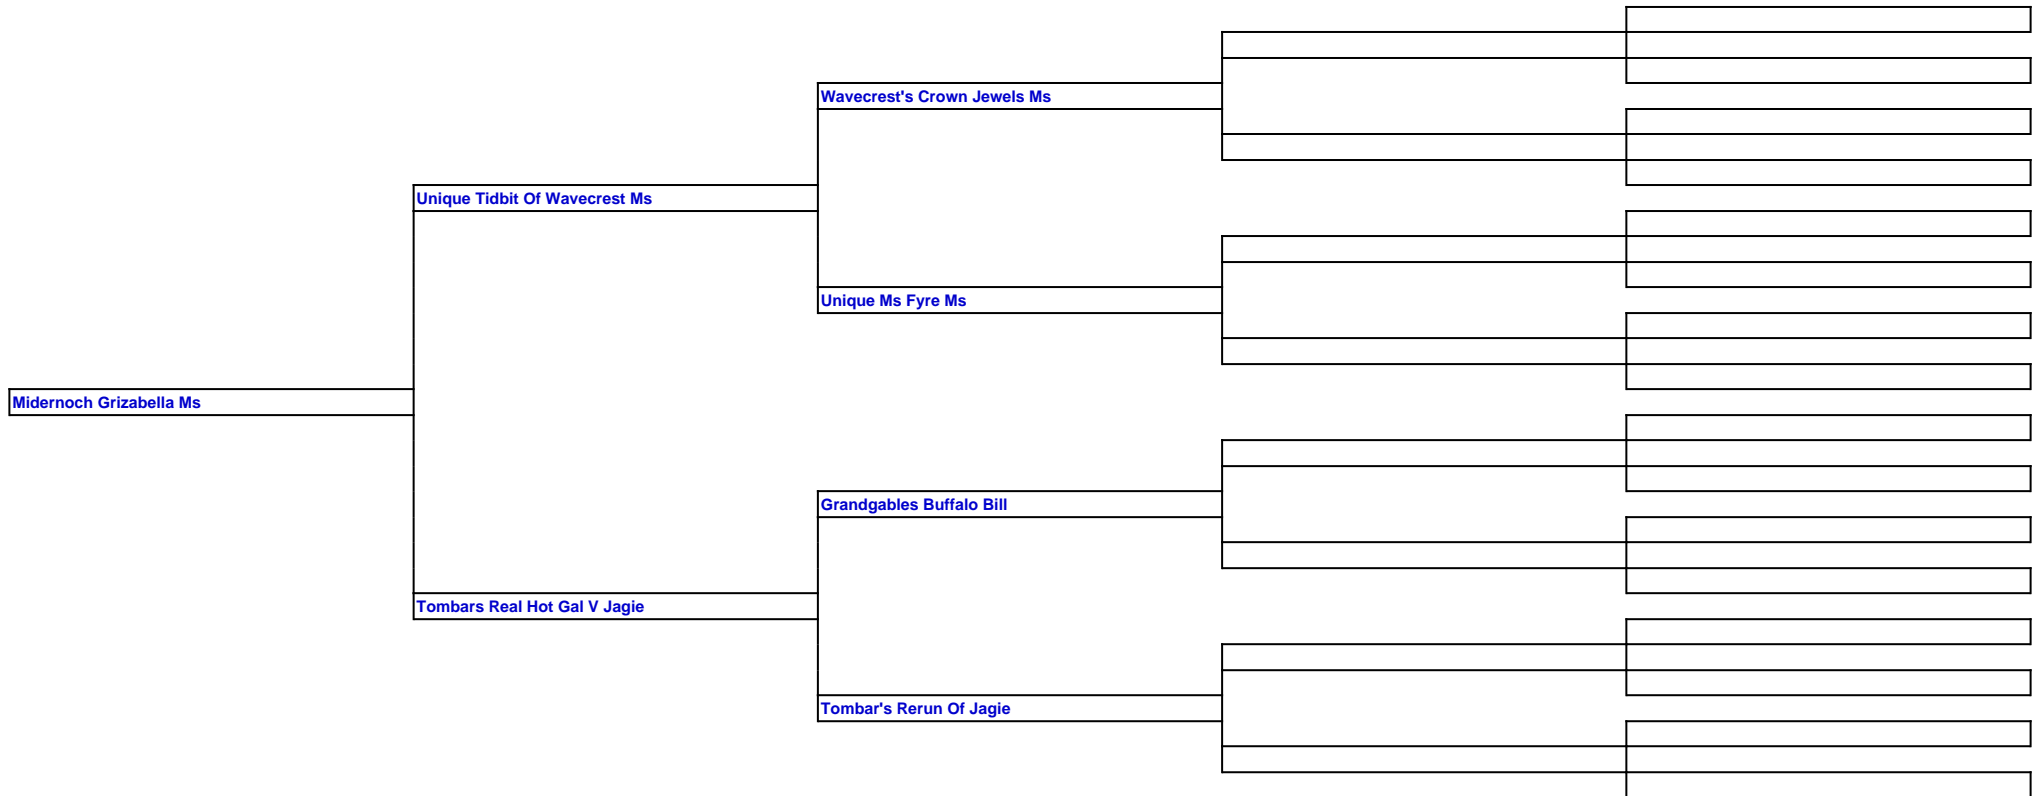 Wavecrest's Crown Jewels Ms
Unique Tidbit Of Wavecrest Ms
Unique Ms Fyre Ms
Midernoch Grizabella Ms
Grandgables Buffalo Bill
Tombars Real Hot Gal V Jagie
Tombar's Rerun Of Jagie